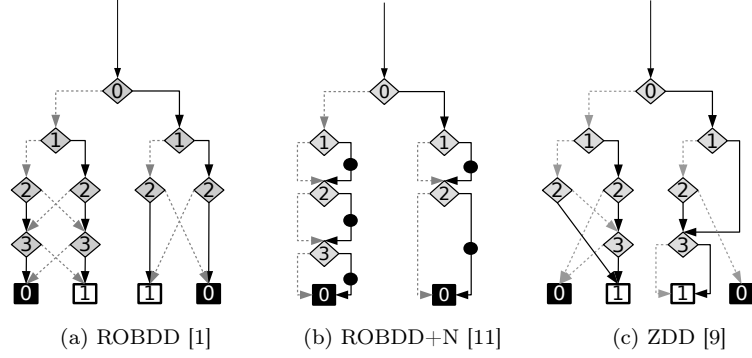 0 0 0
1 1 1 1 1 1
2 2 2 2 2 2 2 2 2
3 3 3 3 3
0 1 1 0 0 0 0 1 1 0
(a) ROBDD [1] (b) ROBDD+N [11] (c) ZDD [9]